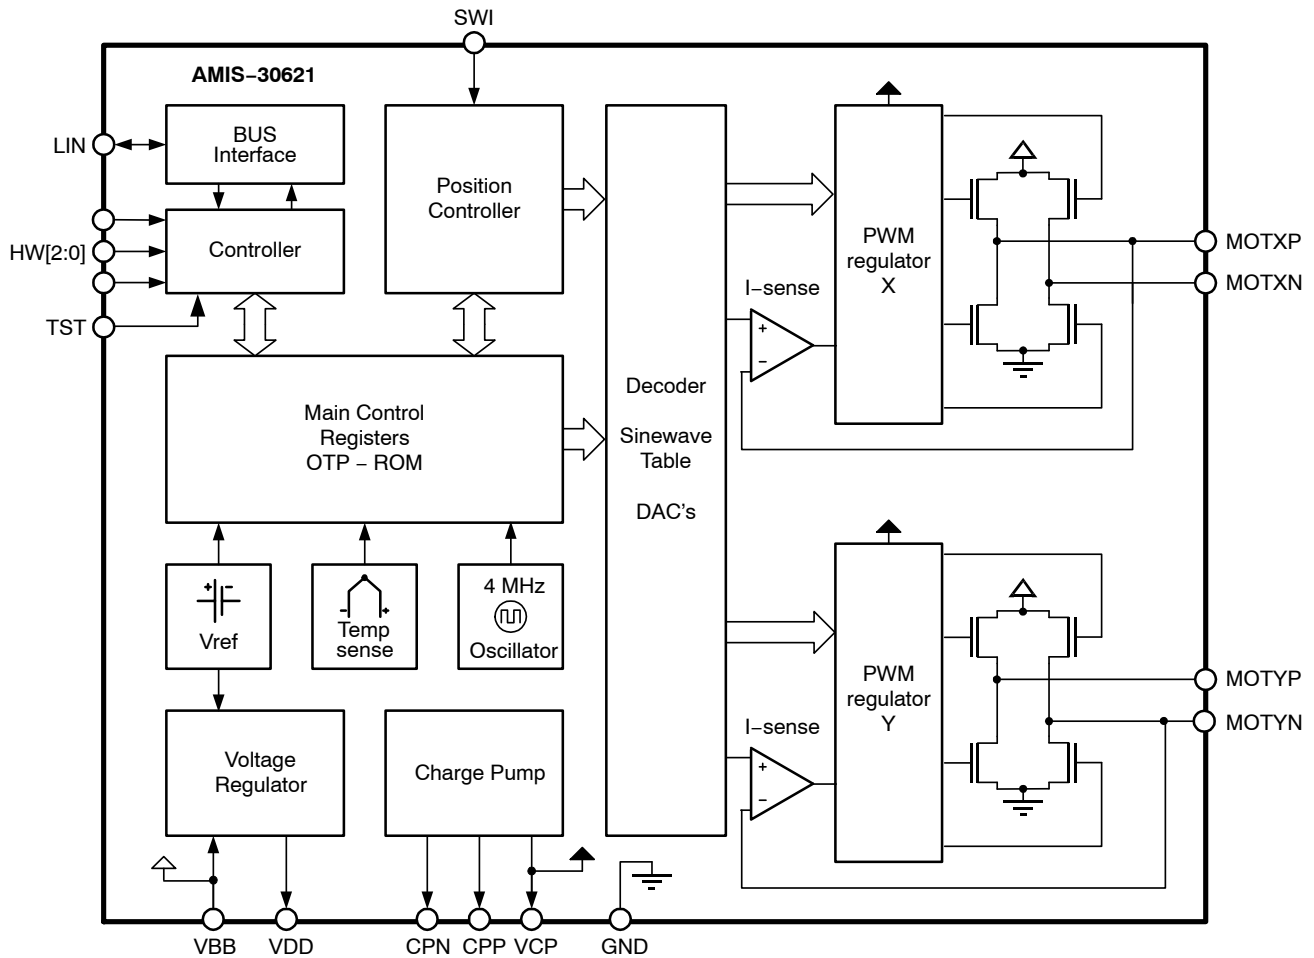 SWI
AMIS−30621
LIN
BUS
Interface
Position
Controller
HW[2:0]
Controller
TST
PWM
regulator
X
MOTXP
MOTXN
I−sense
+
−
Main Control
Registers
OTP − ROM
Decoder
Sinewave
Table
DAC's
+ −
Vref
− +
Temp
sense
4 MHz
Oscillator
PWM
regulator
Y
MOTYP
MOTYN
I−sense
+
−
Voltage
Regulator
Charge Pump
VBB
VDD
CPN
CPP
VCP
GND